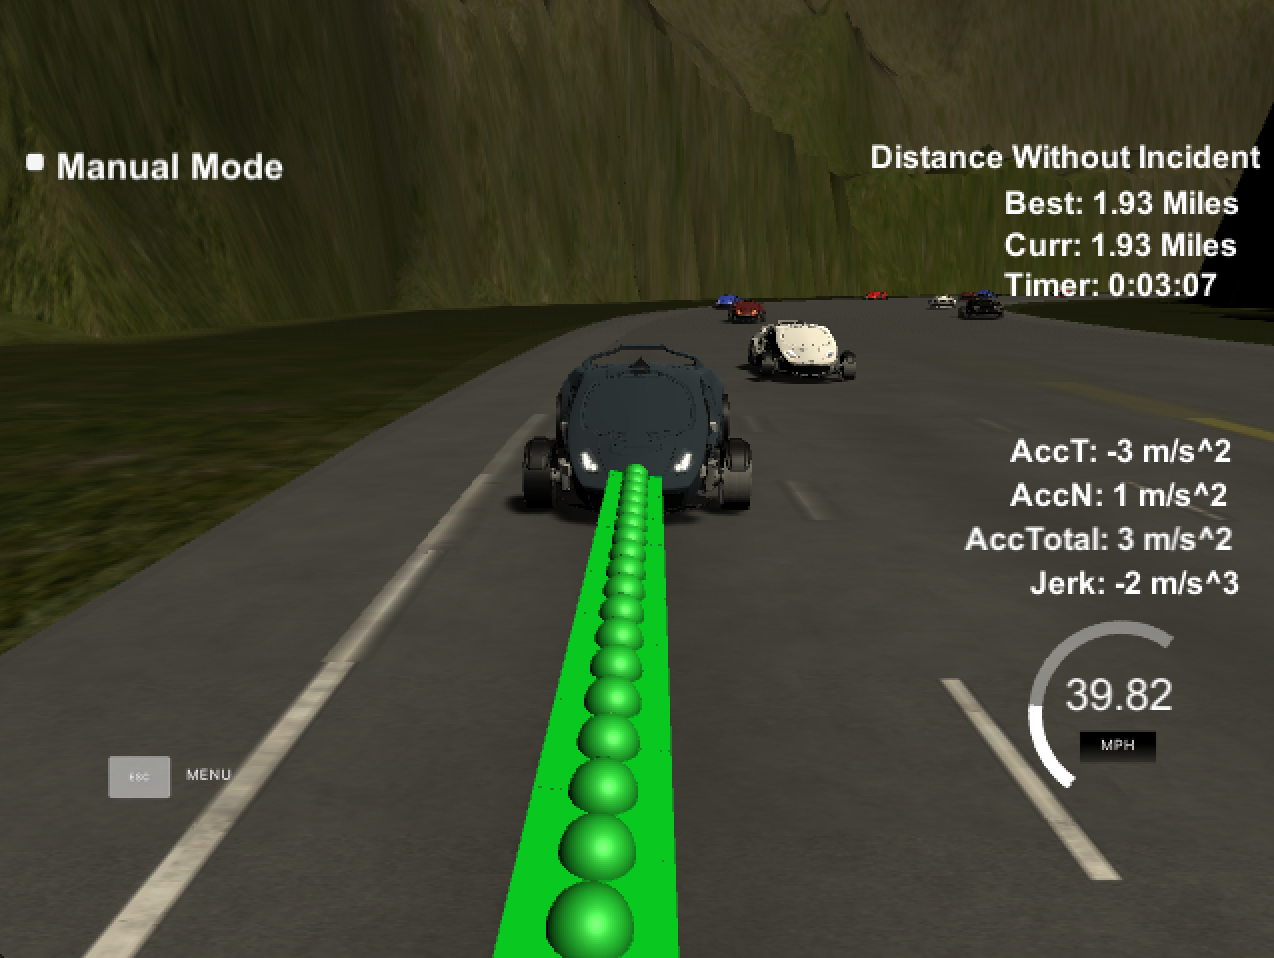 Manual Mode
Distance Without Incident
Best: 1.93 Miles
Curr: 1.93 Miles
Timer: 0:03:07
AccT: -3 m/s^2
AccN: 1 m/s^2
AccTotal: 3 m/s^2
Jerk: -2 m/s^3
39.82
MPH
ESC MENU